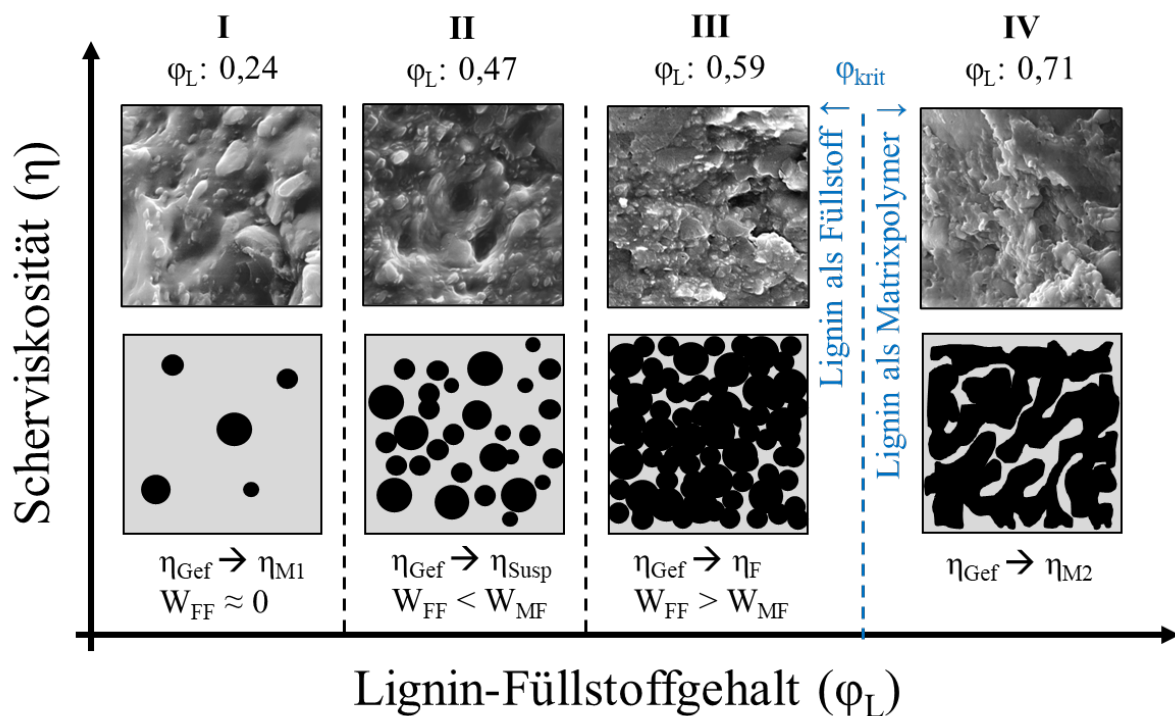 I
II
III
IV
φL: 0,24
φL: 0,47
φL: 0,59
φkrit
φL: 0,71
Scherviskosität (η)
Lignin als Füllstoff
Lignin als Matrixpolymer
ηGef → ηM1
WFF ≈ 0
ηGef → ηSusp
WFF < WMF
ηGef → ηF
WFF > WMF
ηGef → ηM2
Lignin-Füllstoffgehalt (φL)